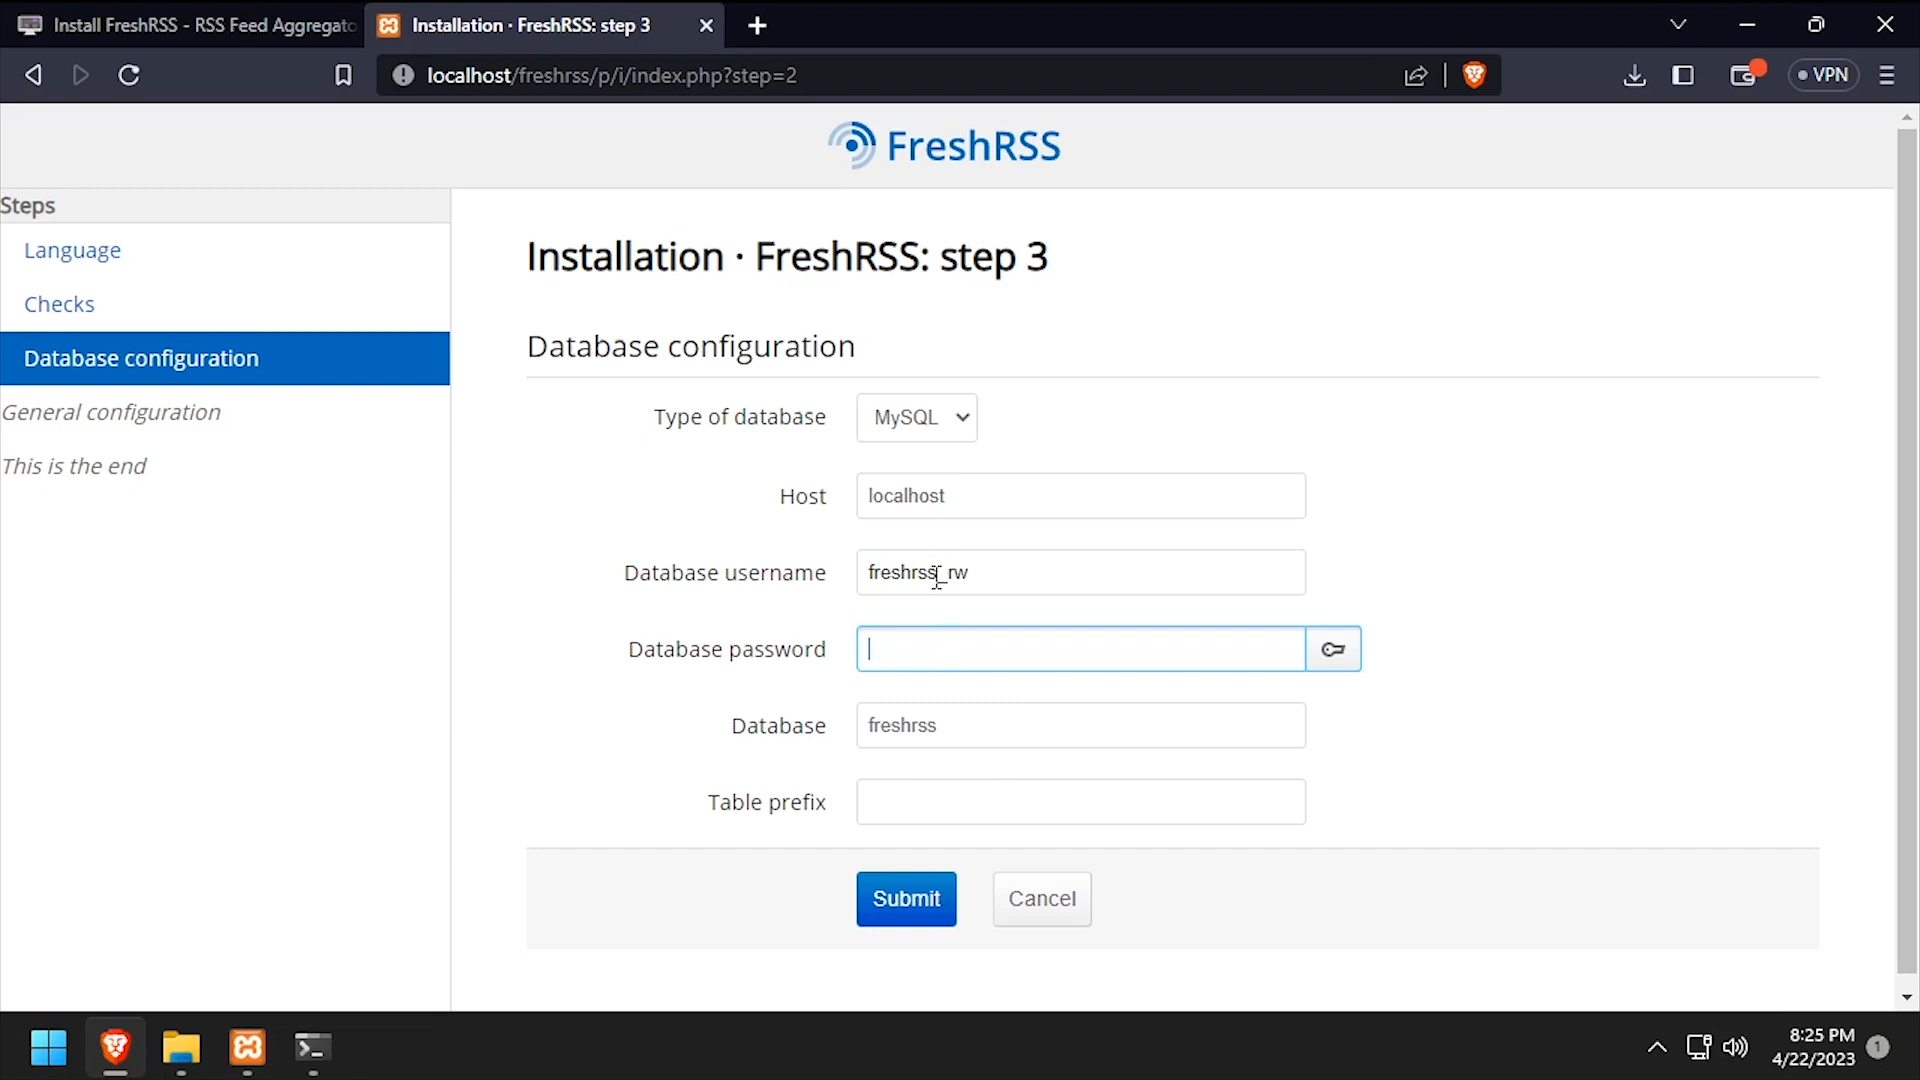 Install FreshRSS - RSS Feed Aggregato
Installation · FreshRSS: step 3
localhost/freshrss/p/i/index.php?step=2
VPN
FreshRSS
Steps
Language
Checks
Database configuration
General configuration
This is the end
Installation · FreshRSS: step 3
Database configuration
Type of database
MySQL
Host
localhost
Database username
freshrss_rw
Database password
Database
freshrss
Table prefix
Submit
Cancel
8:25 PM
4/22/2023
1